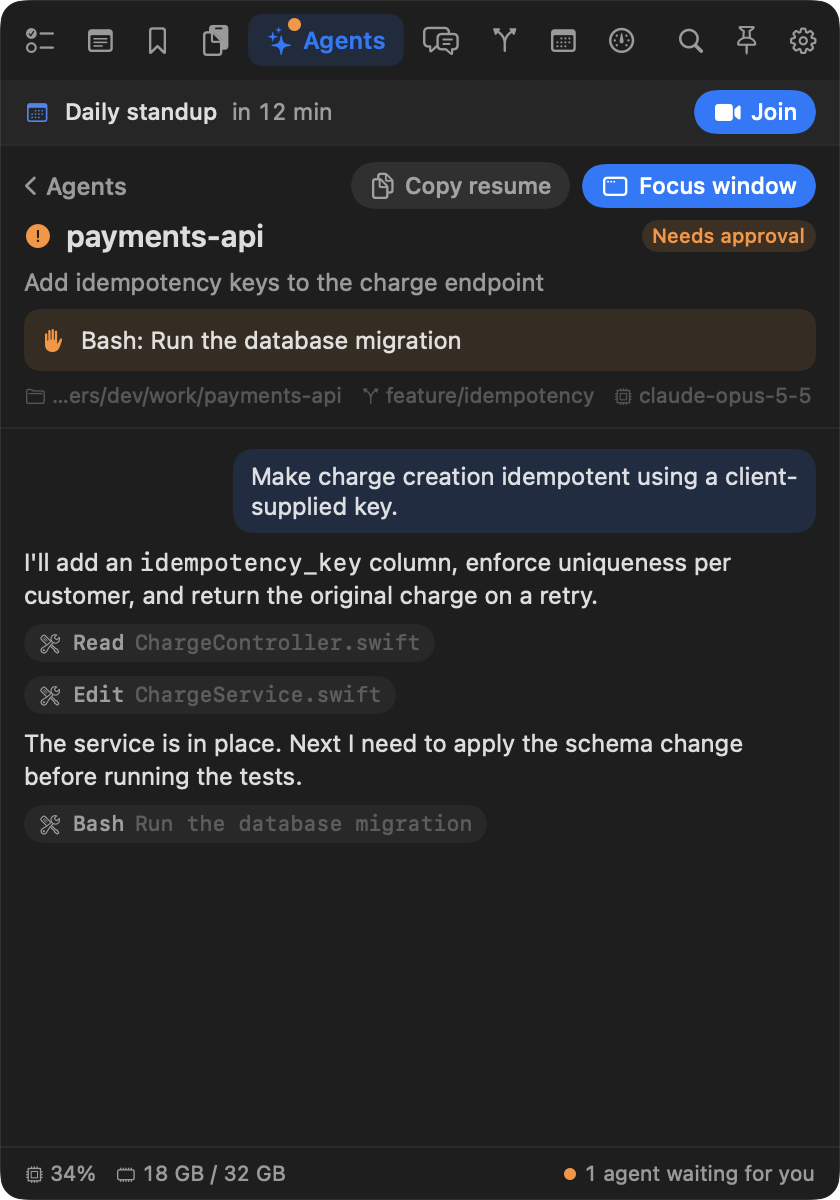 Agents
Daily standup in 12 min
Join
Agents
Copy resume
Focus window
payments-api
Needs approval
Add idempotency keys to the charge endpoint
Bash: Run the database migration
...ers/dev/work/payments-api
feature/idempotency
claude-opus-5-5
Make charge creation idempotent using a client-
supplied key.
I'll add an idempotency_key column, enforce uniqueness per
customer, and return the original charge on a retry.
Read ChargeController.swift
Edit ChargeService.swift
The service is in place. Next I need to apply the schema change
before running the tests.
Bash Run the database migration
34%
18 GB / 32 GB
1 agent waiting for you